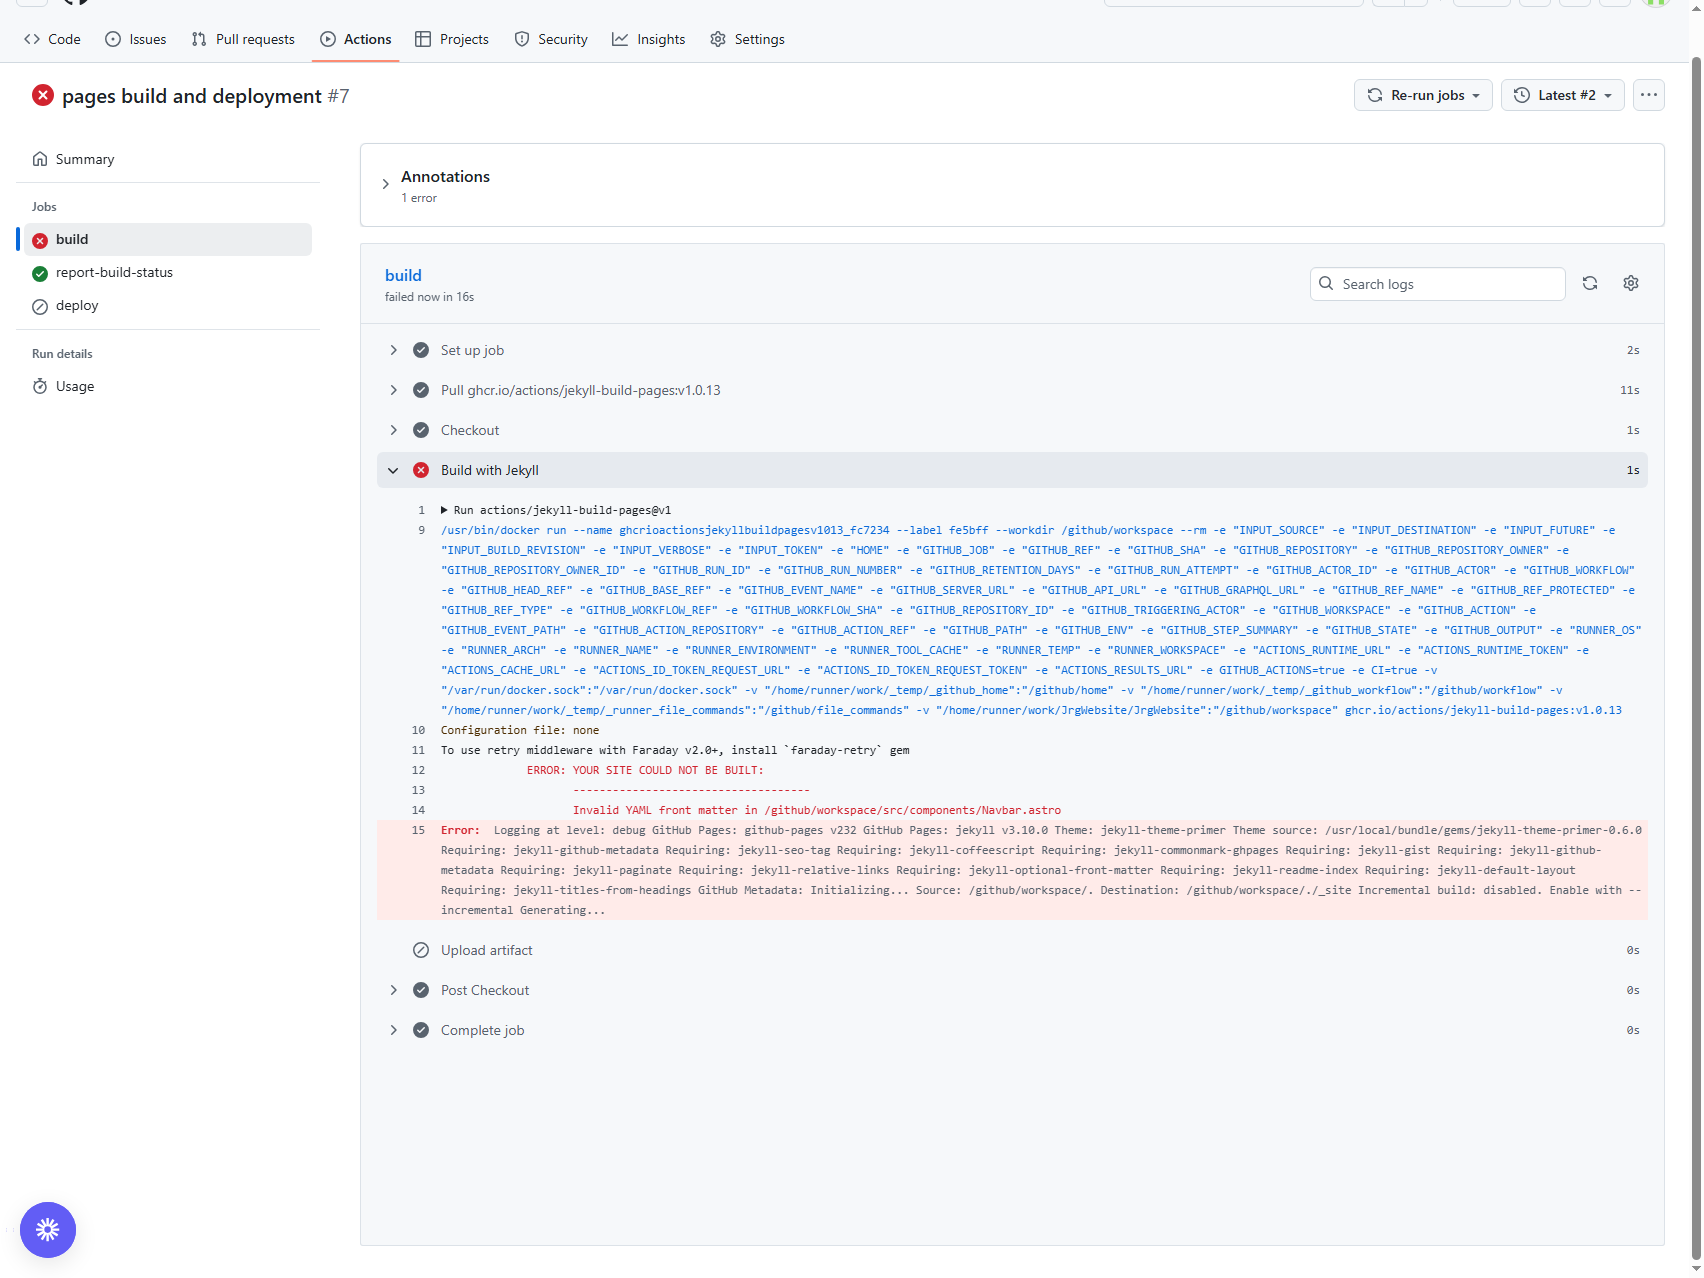 Code
Issues
Pull requests
Actions
Projects
Security
Insights
Settings
pages build and deployment #7
Re-run jobs
Latest #2
Summary
Jobs
build
report-build-status
deploy
Run details
Usage
Annotations
1 error
build
failed now in 16s
Search logs
Set up job 2s
Pull ghcr.io/actions/jekyll-build-pages:v1.0.13 11s
Checkout 1s
Build with Jekyll 1s
1 ▶ Run actions/jekyll-build-pages@v1
9 /usr/bin/docker run --name ghcrioactionsjekyllbuildpagesv1013_fc7234 --label fe5bff --workdir /github/workspace --rm -e "INPUT_SOURCE" -e "INPUT_DESTINATION" -e "INPUT_FUTURE" -e
"INPUT_BUILD_REVISION" -e "INPUT_VERBOSE" -e "INPUT_TOKEN" -e "HOME" -e "GITHUB_JOB" -e "GITHUB_REF" -e "GITHUB_SHA" -e "GITHUB_REPOSITORY" -e "GITHUB_REPOSITORY_OWNER" -e
"GITHUB_REPOSITORY_OWNER_ID" -e "GITHUB_RUN_ID" -e "GITHUB_RUN_NUMBER" -e "GITHUB_RETENTION_DAYS" -e "GITHUB_RUN_ATTEMPT" -e "GITHUB_ACTOR_ID" -e "GITHUB_ACTOR" -e "GITHUB_WORKFLOW"
-e "GITHUB_HEAD_REF" -e "GITHUB_BASE_REF" -e "GITHUB_EVENT_NAME" -e "GITHUB_SERVER_URL" -e "GITHUB_API_URL" -e "GITHUB_GRAPHQL_URL" -e "GITHUB_REF_NAME" -e "GITHUB_REF_PROTECTED" -e
"GITHUB_REF_TYPE" -e "GITHUB_WORKFLOW_REF" -e "GITHUB_WORKFLOW_SHA" -e "GITHUB_REPOSITORY_ID" -e "GITHUB_TRIGGERING_ACTOR" -e "GITHUB_WORKSPACE" -e "GITHUB_ACTION" -e
"GITHUB_EVENT_PATH" -e "GITHUB_ACTION_REPOSITORY" -e "GITHUB_ACTION_REF" -e "GITHUB_PATH" -e "GITHUB_ENV" -e "GITHUB_STEP_SUMMARY" -e "GITHUB_STATE" -e "GITHUB_OUTPUT" -e "RUNNER_OS"
-e "RUNNER_ARCH" -e "RUNNER_NAME" -e "RUNNER_ENVIRONMENT" -e "RUNNER_TOOL_CACHE" -e "RUNNER_TEMP" -e "RUNNER_WORKSPACE" -e "ACTIONS_RUNTIME_URL" -e "ACTIONS_RUNTIME_TOKEN" -e
"ACTIONS_CACHE_URL" -e "ACTIONS_ID_TOKEN_REQUEST_URL" -e "ACTIONS_ID_TOKEN_REQUEST_TOKEN" -e "ACTIONS_RESULTS_URL" -e GITHUB_ACTIONS=true -e CI=true -v
"/var/run/docker.sock":"/var/run/docker.sock" -v "/home/runner/work/_temp/_github_home":"/github/home" -v "/home/runner/work/_temp/_github_workflow":"/github/workflow" -v
"/home/runner/work/_temp/_runner_file_commands":"/github/file_commands" -v "/home/runner/work/JrgWebsite/JrgWebsite":"/github/workspace" ghcr.io/actions/jekyll-build-pages:v1.0.13
10 Configuration file: none
11 To use retry middleware with Faraday v2.0+, install `faraday-retry` gem
12 ERROR: YOUR SITE COULD NOT BE BUILT:
13 ------------------------------------
14 Invalid YAML front matter in /github/workspace/src/components/Navbar.astro
15 Error: Logging at level: debug GitHub Pages: github-pages v232 GitHub Pages: jekyll v3.10.0 Theme: jekyll-theme-primer Theme source: /usr/local/bundle/gems/jekyll-theme-primer-0.6.0
Requiring: jekyll-github-metadata Requiring: jekyll-seo-tag Requiring: jekyll-coffeescript Requiring: jekyll-commonmark-ghpages Requiring: jekyll-gist Requiring: jekyll-github-
metadata Requiring: jekyll-paginate Requiring: jekyll-relative-links Requiring: jekyll-optional-front-matter Requiring: jekyll-readme-index Requiring: jekyll-default-layout
Requiring: jekyll-titles-from-headings GitHub Metadata: Initializing... Source: /github/workspace/. Destination: /github/workspace/./_site Incremental build: disabled. Enable with --
incremental Generating...
Upload artifact 0s
Post Checkout 0s
Complete job 0s